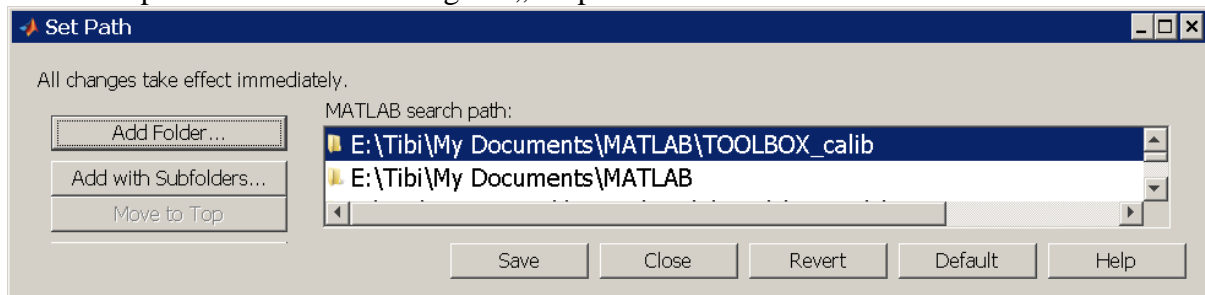 Set Path
All changes take effect immediately.
MATLAB search path:
Add Folder...
E:\Tibi\My Documents\MATLAB\TOOLBOX_calib
Add with Subfolders...
E:\Tibi\My Documents\MATLAB
Move to Top
Save Close Revert Default Help